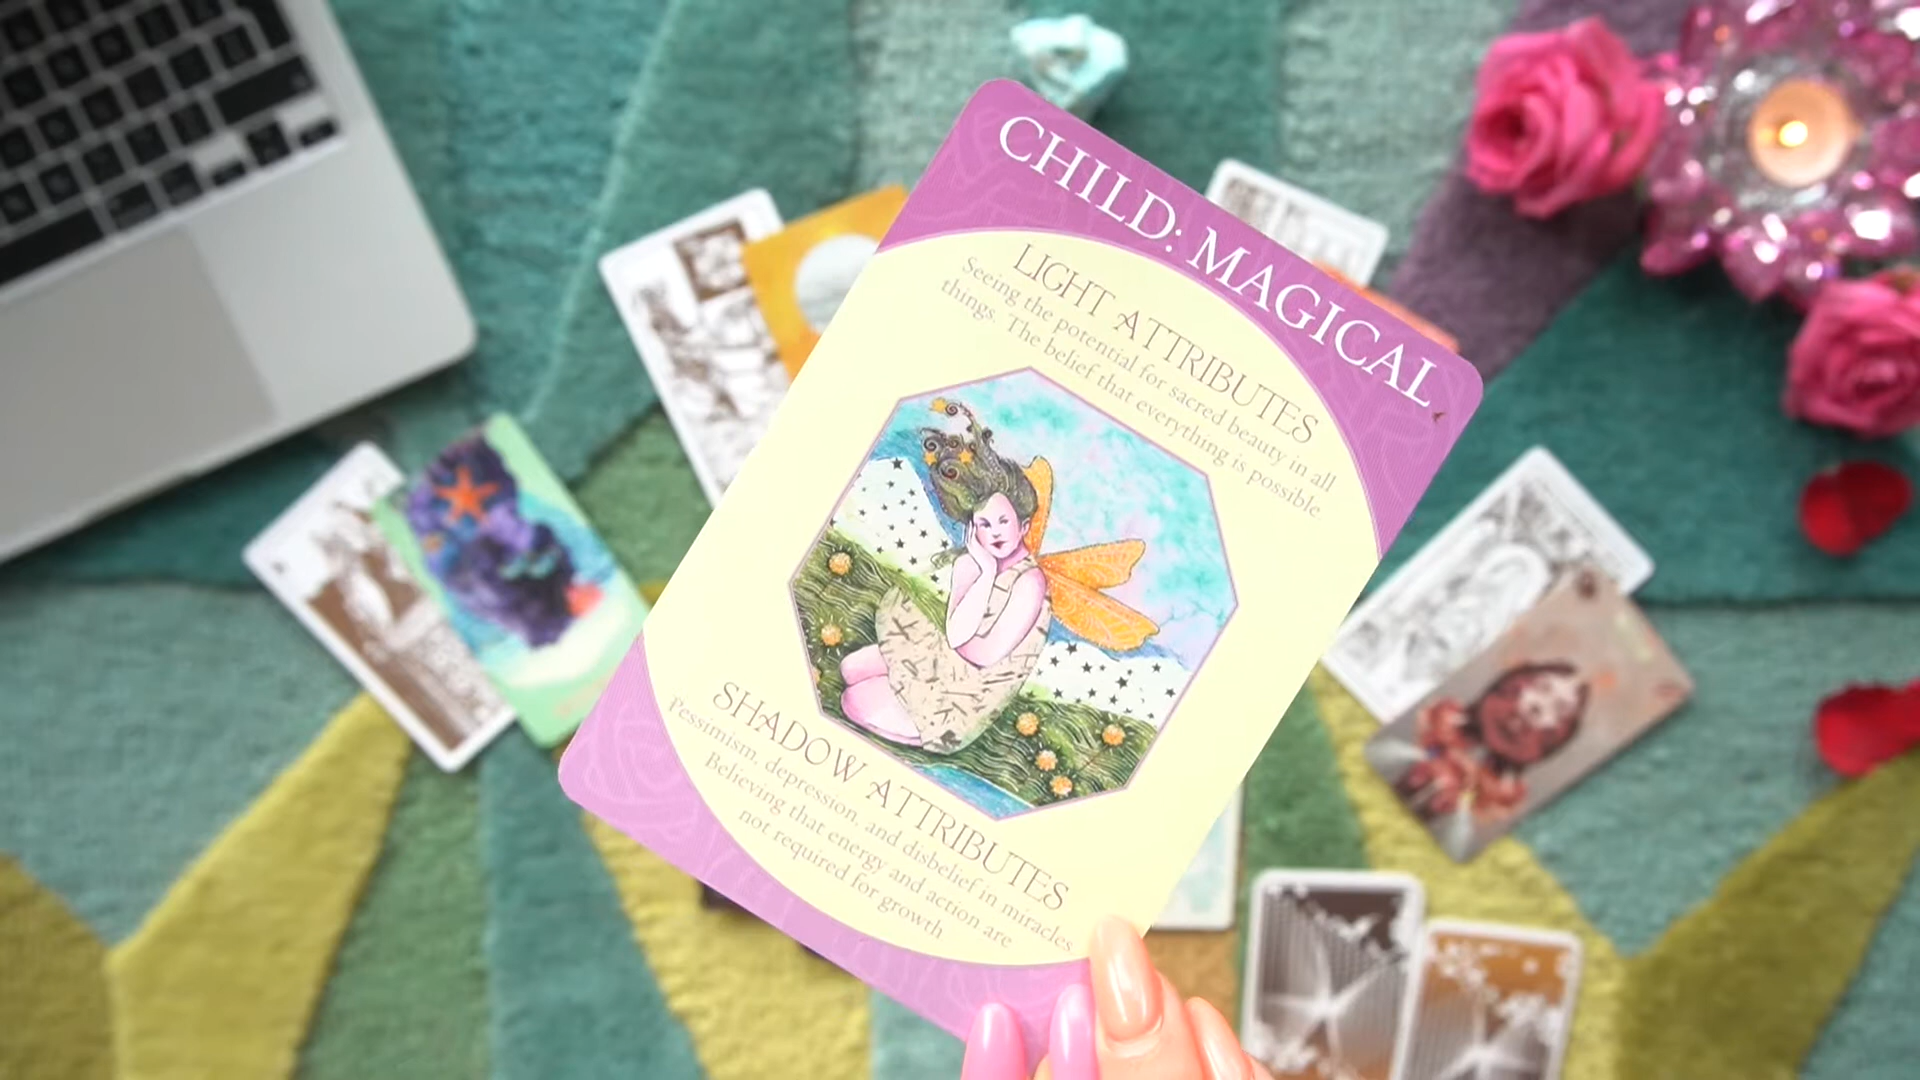 CHILD: MAGICAL
LIGHT ATTRIBUTES
Seeing the potential for sacred beauty in all
things. The belief that everything is possible.
SHADOW ATTRIBUTES
Pessimism, depression, and disbelief in miracles
Believing that energy and action are
not required for growth